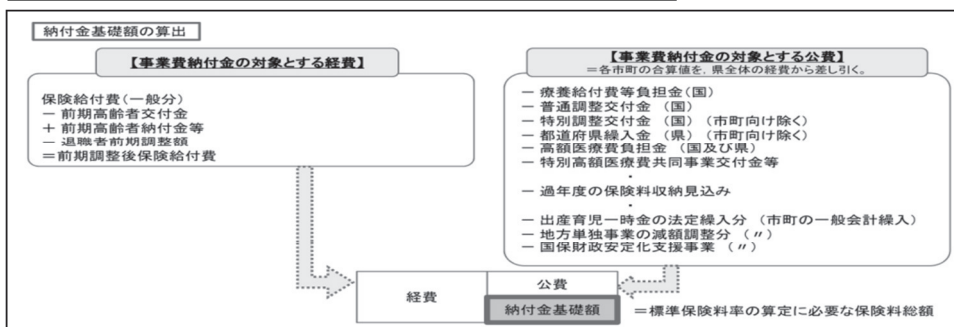 納付金基礎額の算出
【事業費納付金の対象とする経費】
保険給付費(一般分)
－ 前期高齢者交付金
＋ 前期高齢者納付金等
－ 退職者前期調整額
＝前期調整後保険給付費
【事業費納付金の対象とする公費】
＝各市町の合算値を、県全体の経費から差し引く。
－ 療養給付費等負担金(国)
－ 普通調整交付金 (国)
－ 特別調整交付金 (国) (市町向け除く)
－ 都道府県繰入金 (県) (市町向け除く)
－ 高額医療費負担金 (国及び県)
－ 特別高額医療費共同事業交付金等
・
－ 過年度の保険料収納見込み
・
－ 出産育児一時金の法定繰入分 (市町の一般会計繰入)
－ 地方単独事業の減額調整分 (〃)
－ 国保財政安定化支援事業 (〃)
経費
公費
納付金基礎額
＝標準保険料率の算定に必要な保険料総額